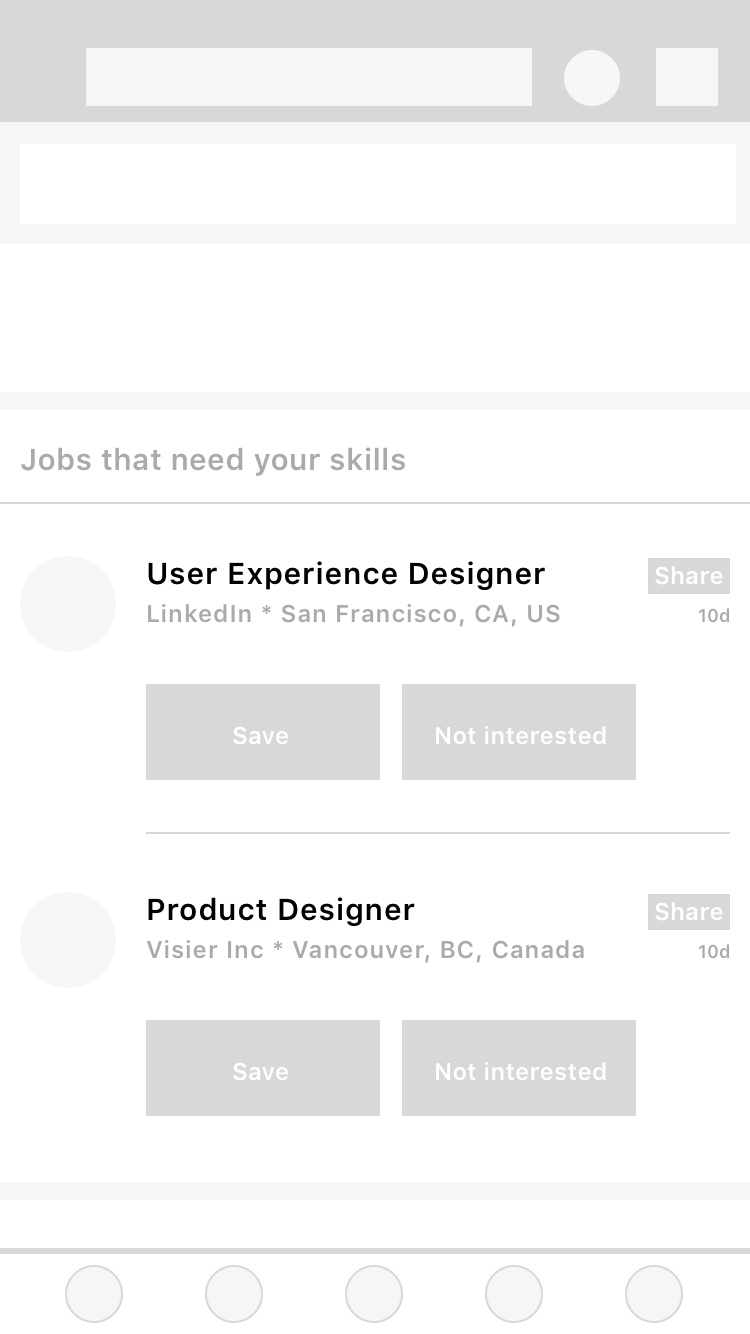 Jobs that need your skills
User Experience Designer
Share
LinkedIn * San Francisco, CA, US
10d
Save
Not interested
Product Designer
Share
Visier Inc * Vancouver, BC, Canada
10d
Save
Not interested